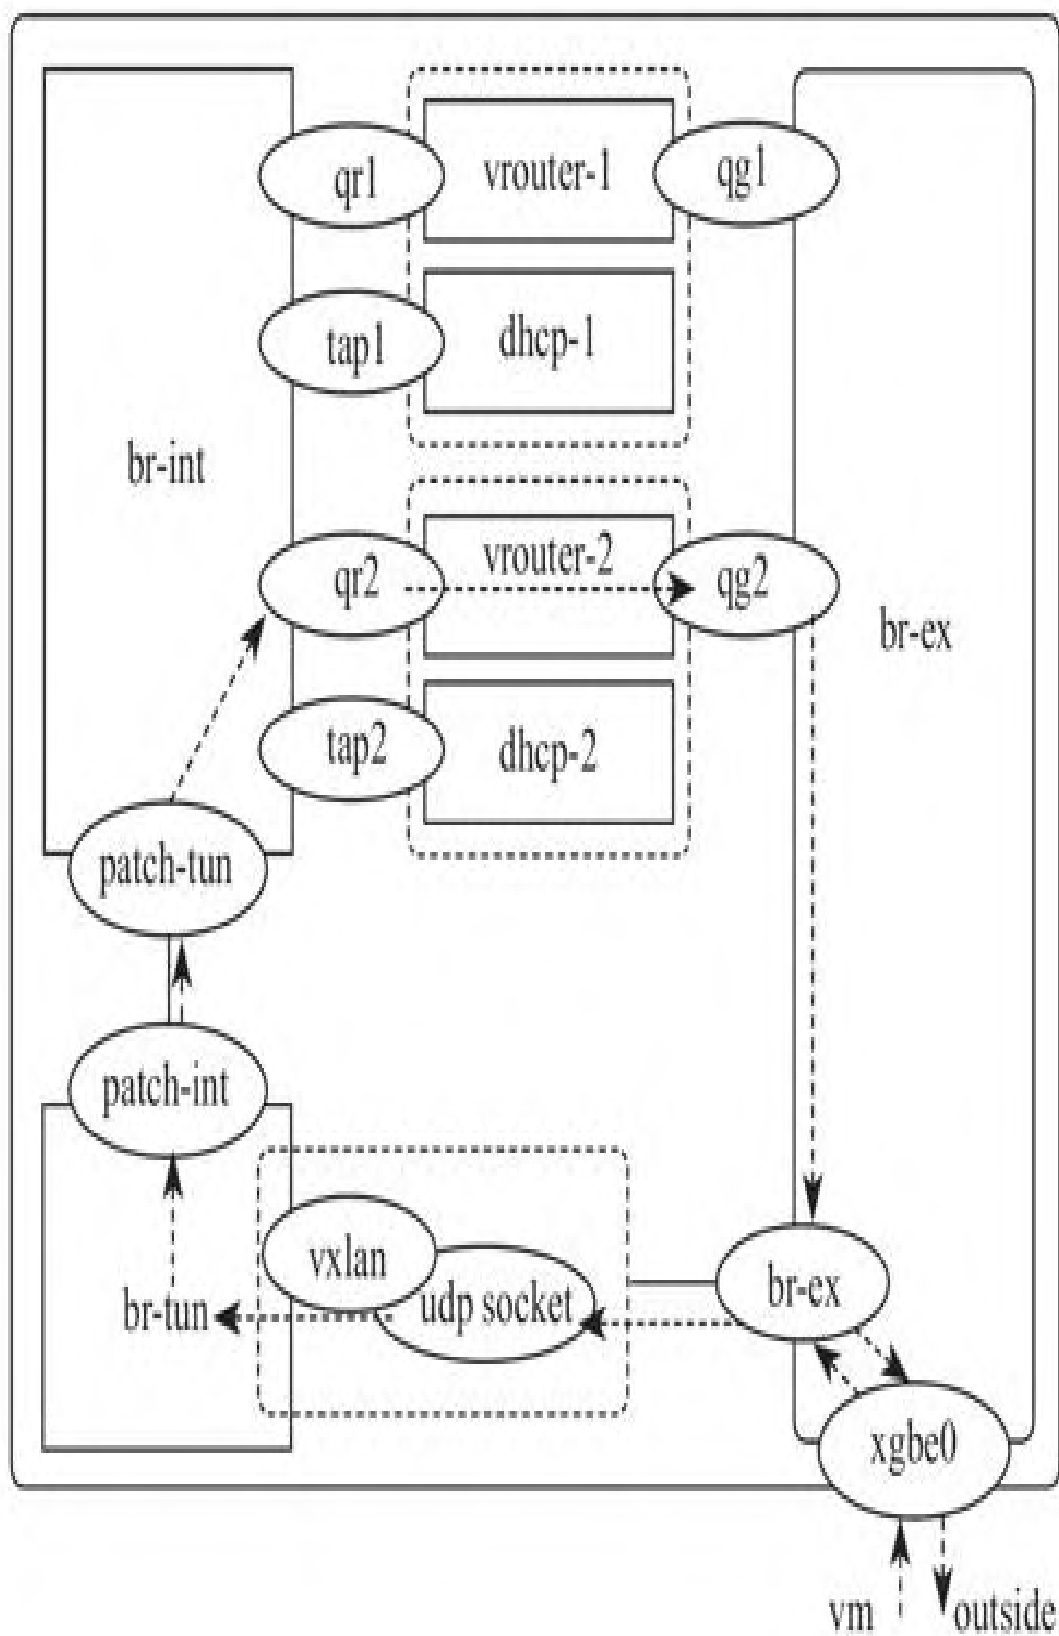 qr1
vrouter-1
qg1
tap1
dhcp-1
br-int
qr2
vrouter-2
qg2
br-ex
tap2
dhcp-2
patch-tun
patch-int
vxlan
udp socket
br-ex
br-tun
xgbe0
vm
outside